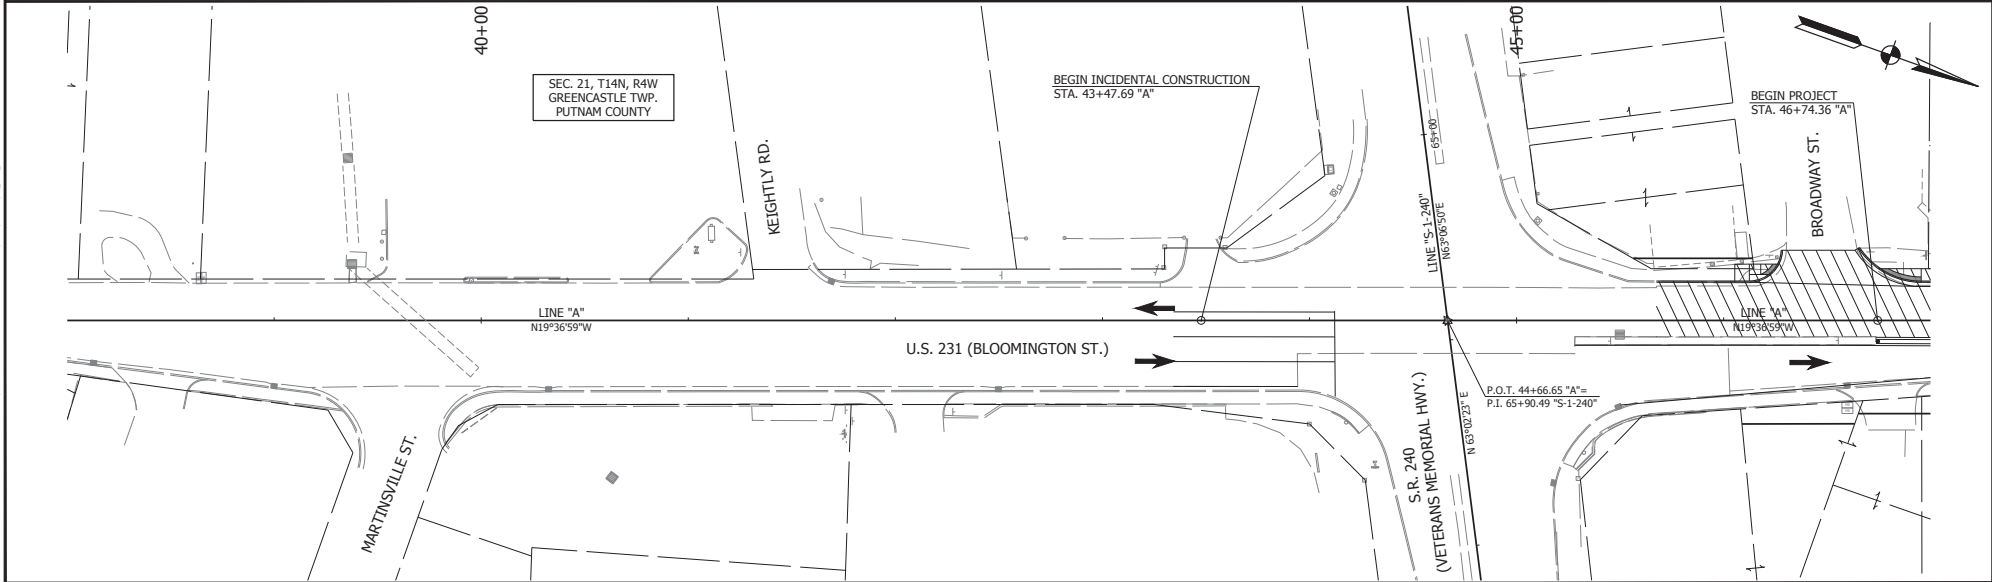 40+00
45+00
SEC. 21, T14N, R4W
GREENCASTLE TWP.
PUTNAM COUNTY
BEGIN INCIDENTAL CONSTRUCTION
STA. 43+47.69 "A"
BEGIN PROJECT
STA. 46+74.36 "A"
KEIGHTLY RD.
65+00
LINE "S-1-240"
N63°06'50"E
BROADWAY ST.
LINE "A"
N19°36'59"W
LINE "A"
N19°36'59"W
U.S. 231 (BLOOMINGTON ST.)
P.O.T. 44+66.65 "A"=
P.I. 65+90.49 "S-1-240"
N 63°02'23" E
S.R. 240
(VETERANS MEMORIAL HWY.)
MARTINSVILLE ST.